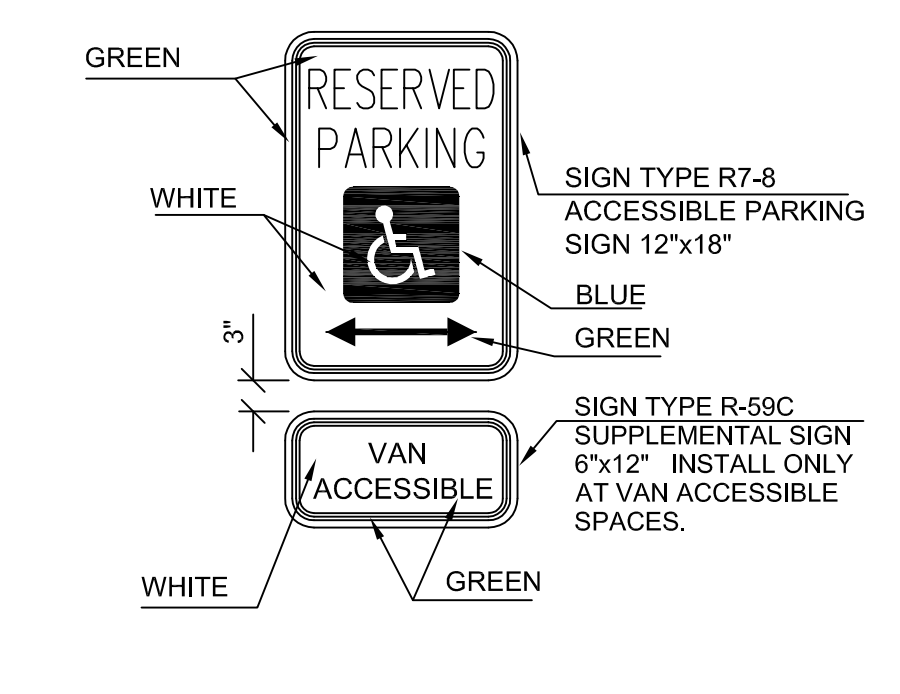 GREEN
RESERVED
PARKING
SIGN TYPE R7-8
ACCESSIBLE PARKING
SIGN 12"x18"
WHITE
BLUE
GREEN
3"
SIGN TYPE R-59C
SUPPLEMENTAL SIGN
6"x12" INSTALL ONLY
AT VAN ACCESSIBLE
SPACES.
VAN
ACCESSIBLE
WHITE
GREEN